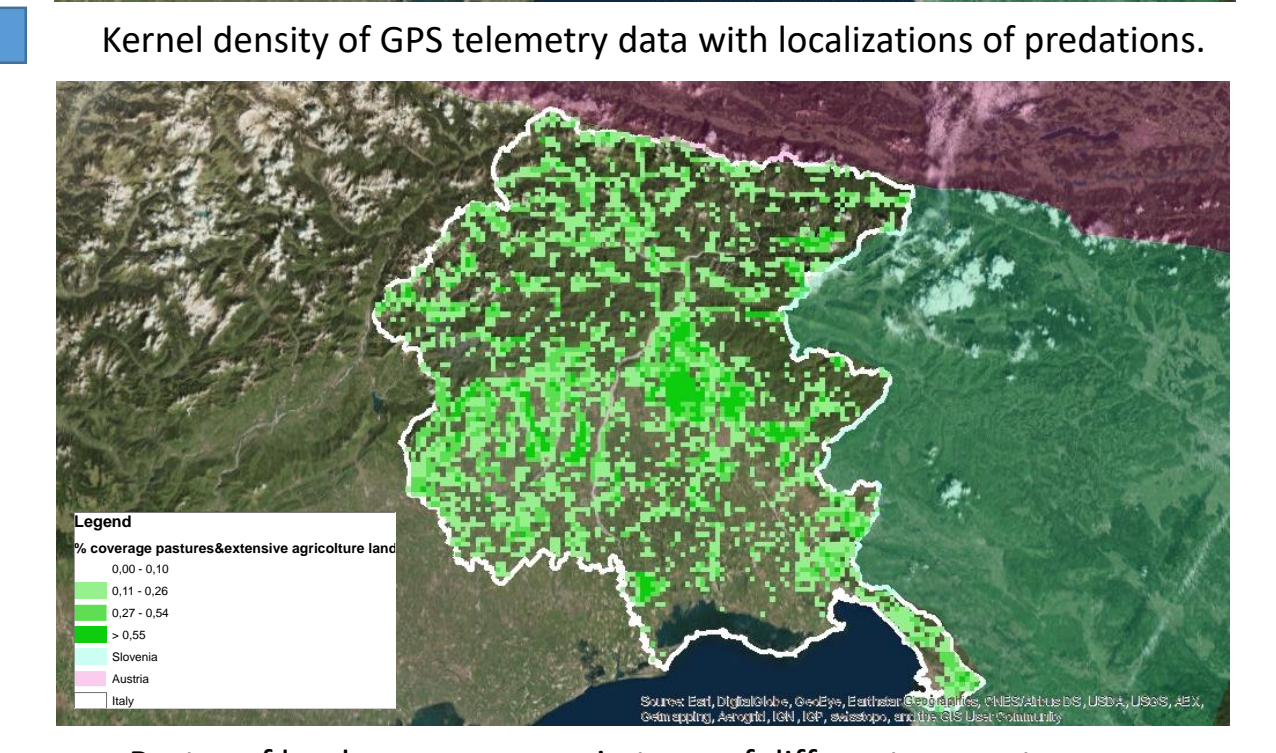 Kernel density of GPS telemetry data with localizations of predations.
Legend
% coverage pastures&extensive agricolture land
0,00 - 0,10
0,11 - 0,26
0,27 - 0,54
> 0,55
Slovenia
Austria
Italy
Source: Esri, DigitalGlobe, GeoEye, Earthstar Geographics, CNES/Airbus DS, USDA, USGS, AEX,
Getmapping, Aerogrid, IGN, IGP, swisstopo, and the GIS User Community